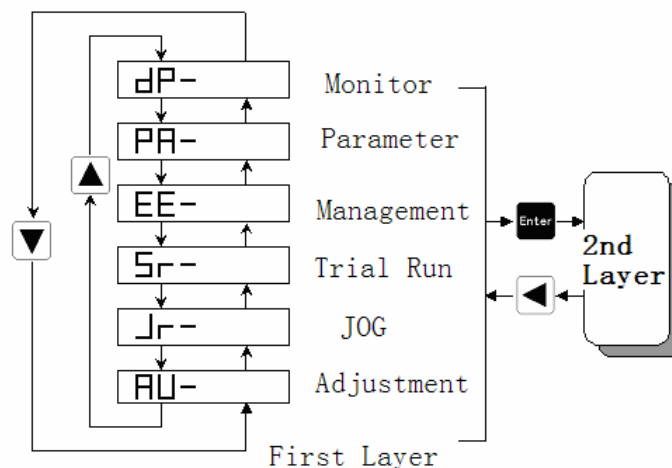 dP-
Monitor
PA-
Parameter
EE-
Management
Enter
2nd
Layer
Sr-
Trial Run
Jr-
JOG
AU-
Adjustment
First Layer